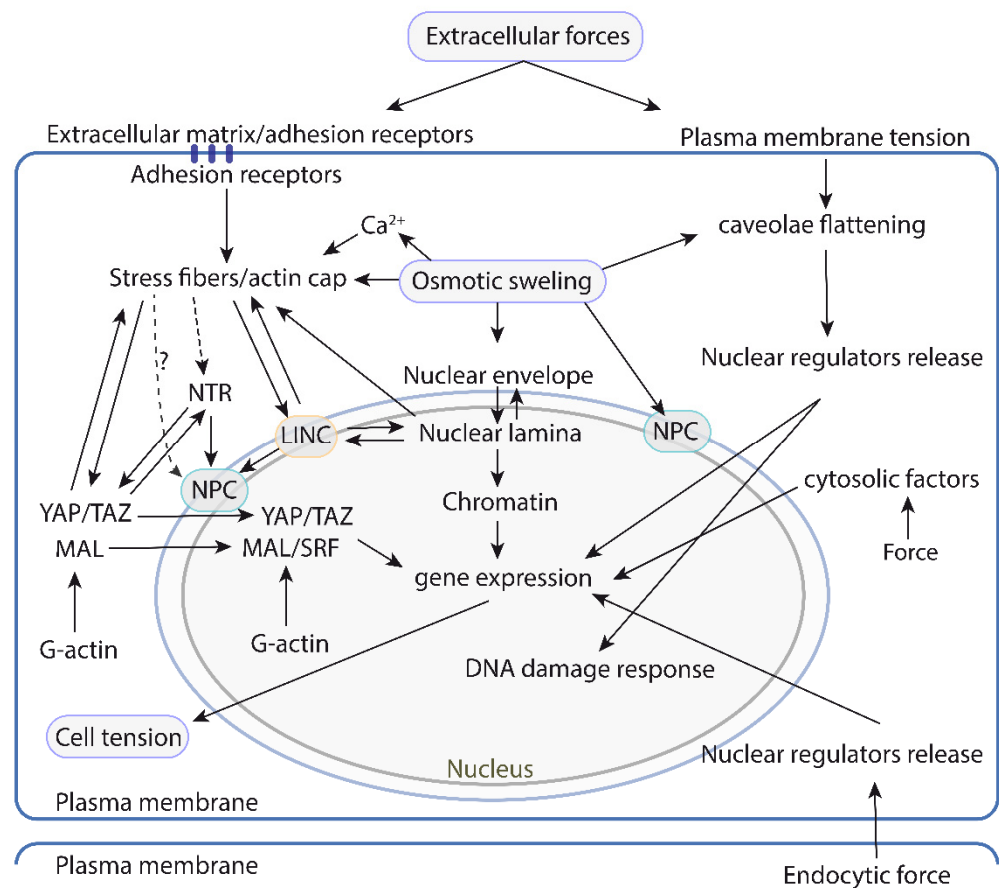 Extracellular forces
Extracellular matrix/adhesion receptors
Plasma membrane tension
Adhesion receptors
Ca²⁺
caveolae flattening
Stress fibers/actin cap
Osmotic sweling
?
Nuclear regulators release
Nuclear envelope
NTR
LINC
Nuclear lamina
NPC
NPC
cytosolic factors
Chromatin
YAP/TAZ
YAP/TAZ
MAL
MAL/SRF
Force
gene expression
G-actin
G-actin
DNA damage response
Cell tension
Nucleus
Nuclear regulators release
Plasma membrane
Plasma membrane
Endocytic force